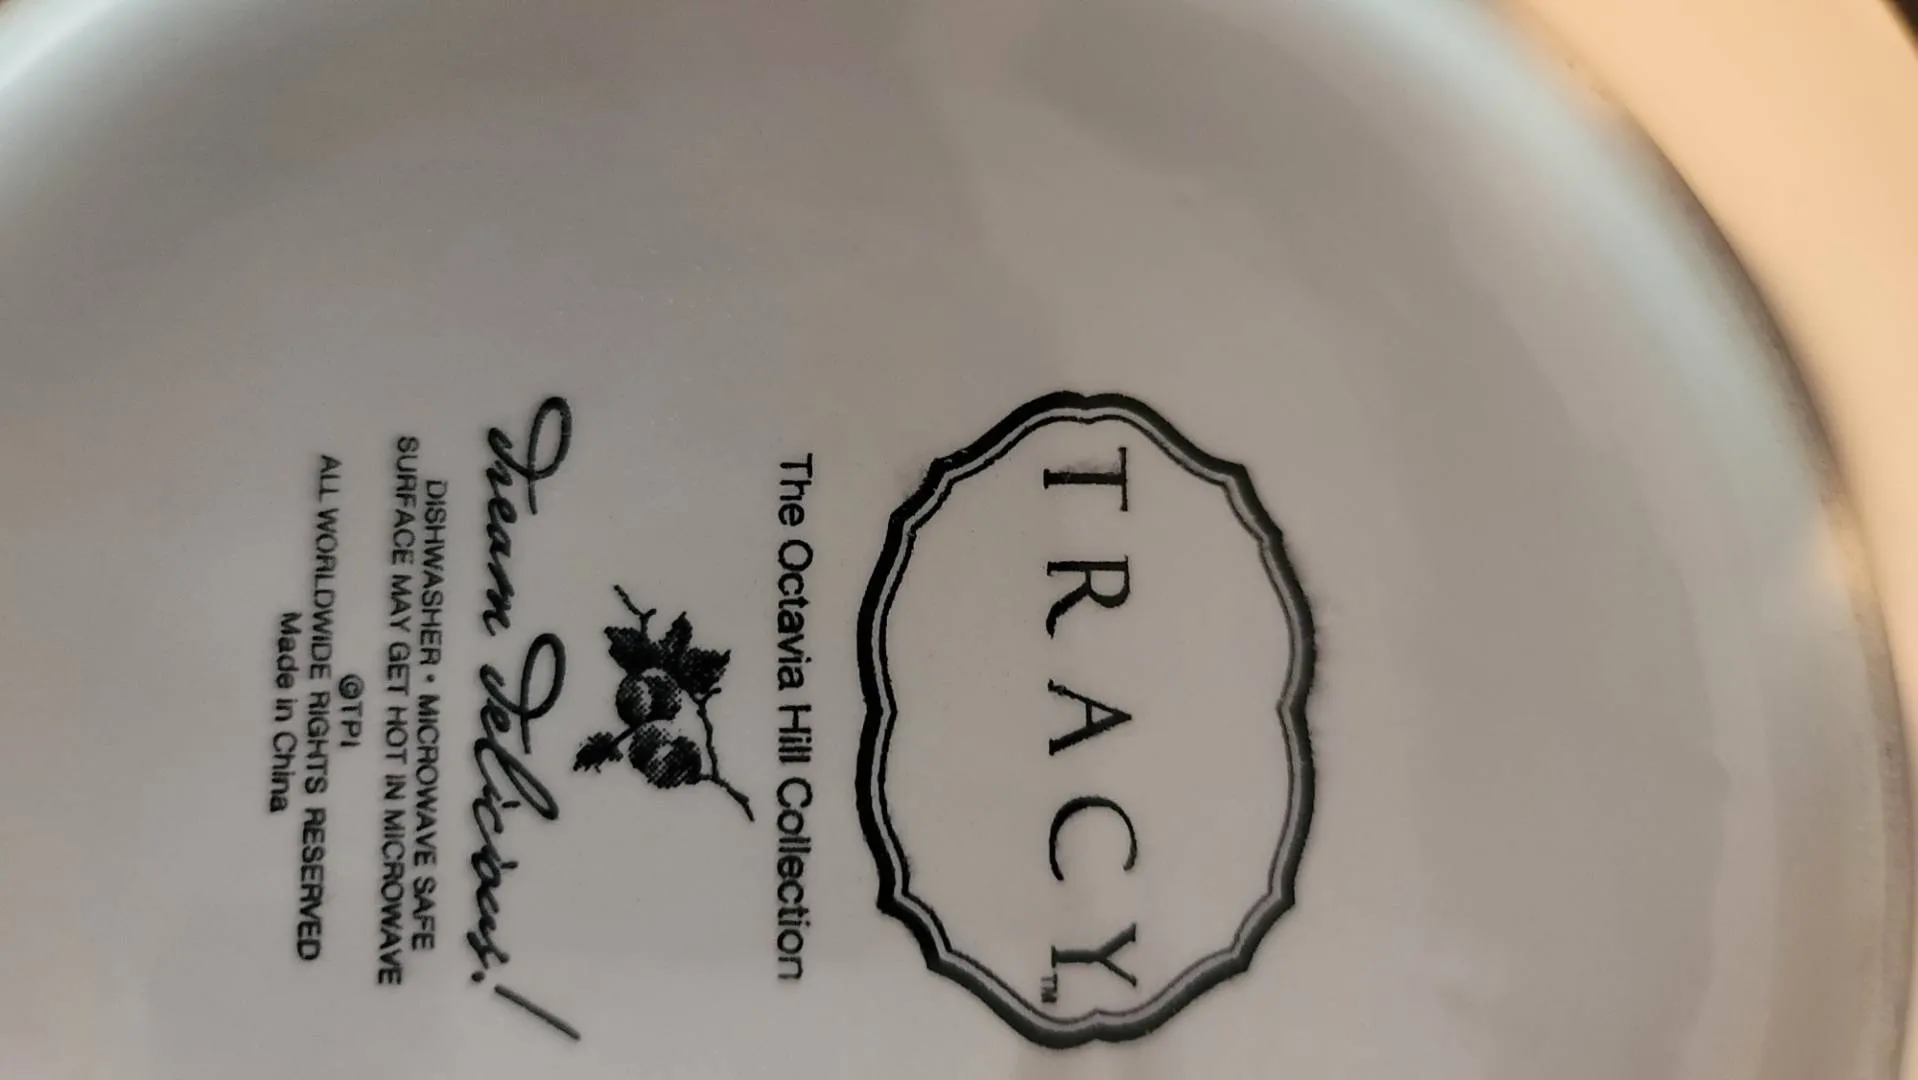 TRACY™
The Octavia Hill Collection
Dream Delicious!
DISHWASHER • MICROWAVE SAFE
SURFACE MAY GET HOT IN MICROWAVE
©TPI
ALL WORLDWIDE RIGHTS RESERVED
Made in China